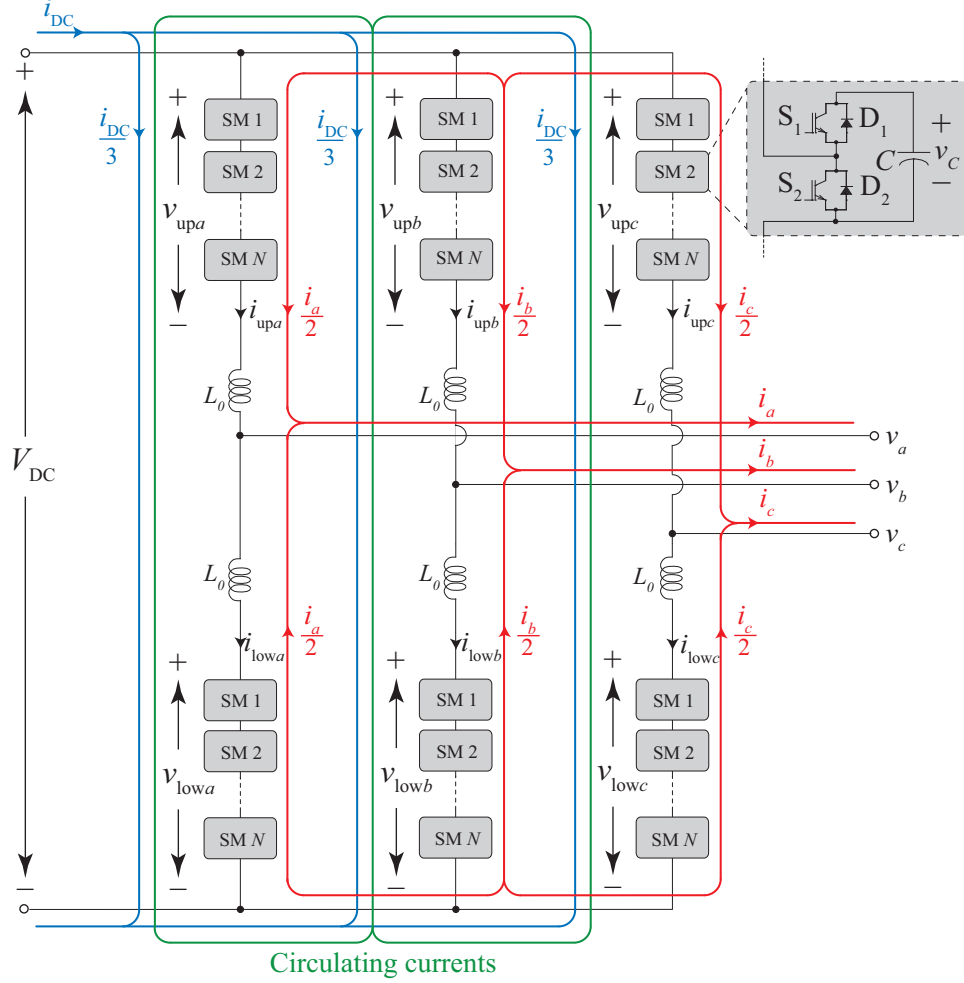 i_DC
+
i_DC/3
i_DC/3
i_DC/3
+
+
+
SM 1
SM 1
SM 1
S_1
D_1
+
C
v_C
SM 2
SM 2
SM 2
S_2
D_2
−
v_upa
v_upb
v_upc
SM N
SM N
SM N
−
−
−
i_upa
i_a/2
i_upb
i_b/2
i_upc
i_c/2
L_0
L_0
L_0
i_a
v_a
V_DC
i_b
v_b
i_c
v_c
L_0
L_0
L_0
i_a/2
i_b/2
i_c/2
i_lowa
i_lowb
i_lowc
+
+
+
SM 1
SM 1
SM 1
SM 2
SM 2
SM 2
v_lowa
v_lowb
v_lowc
SM N
SM N
SM N
−
−
−
−
Circulating currents